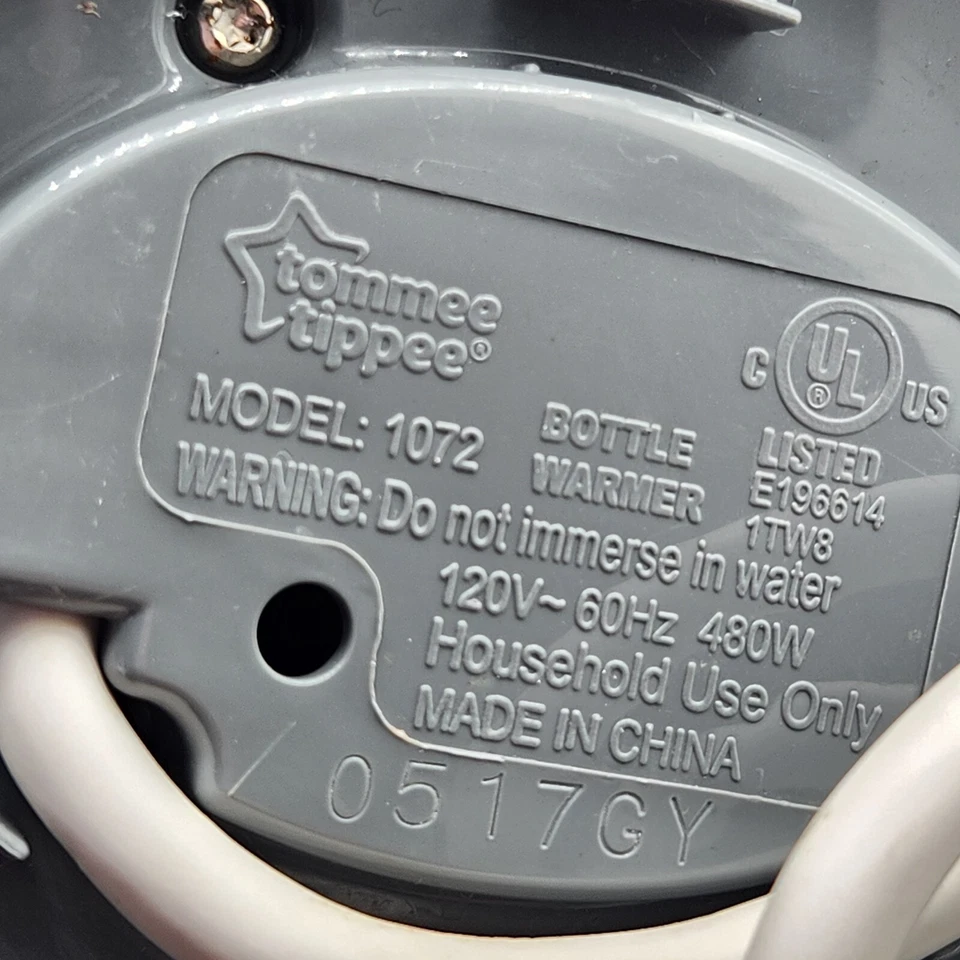 tommee
tippee®
C UL® US
LISTED
E196614
1TW8
MODEL: 1072
BOTTLE
WARMER
WARNING: Do not immerse in water
120V~ 60Hz 480W
Household Use Only
MADE IN CHINA
0517GY